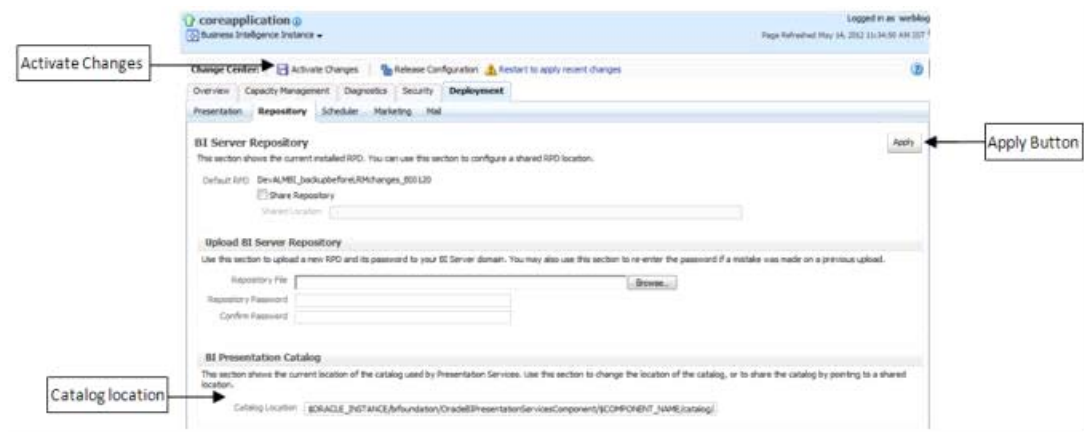 coreapplication
Logged in as weblog
Business Intelligence Instance
Page Refreshed May 14, 2012 11:34:50 AM IST
Activate Changes
Change Center: Activate Changes Release Configuration Restart to apply recent changes
Overview Capacity Management Diagnostics Security Deployment
Presentation Repository Scheduler Marketing Mail
BI Server Repository
Apply
Apply Button
This section shows the current installed RPD. You can use this section to configure a shared RPD location.
Default RPD DevALMBI_backupbeforeLRMchanges_BI0120
Share Repository
Shared Location
Upload BI Server Repository
Use this section to upload a new RPD and its password to your BI Server domain. You may also use this section to re-enter the password if a mistake was made on a previous upload.
Repository File Browse...
Repository Password
Confirm Password
BI Presentation Catalog
This section shows the current location of the catalog used by Presentation Services. Use this section to change the location of the catalog, or to share the catalog by pointing to a shared
location.
Catalog location
Catalog Location $ORACLE_INSTANCE/bifoundation/OracleBIPresentationServicesComponent/$COMPONENT_NAME/catalog/